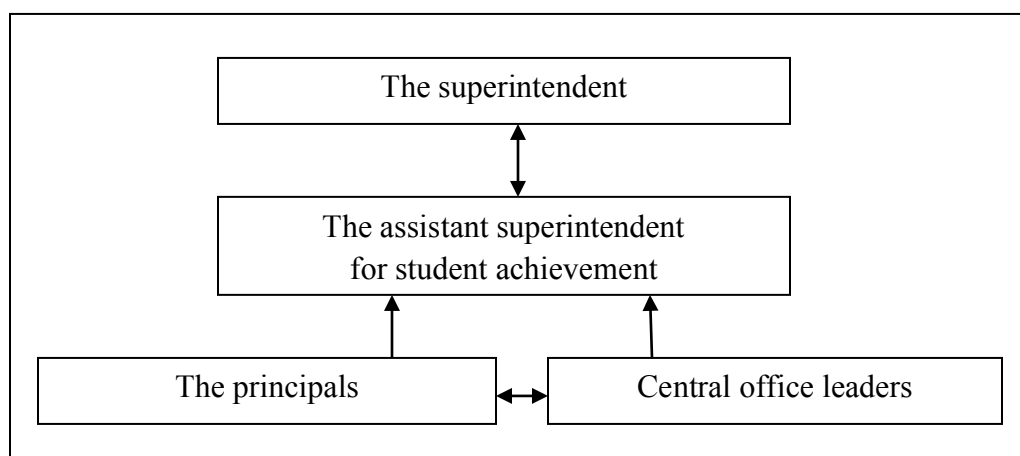 The superintendent
The assistant superintendent
for student achievement
The principals
Central office leaders